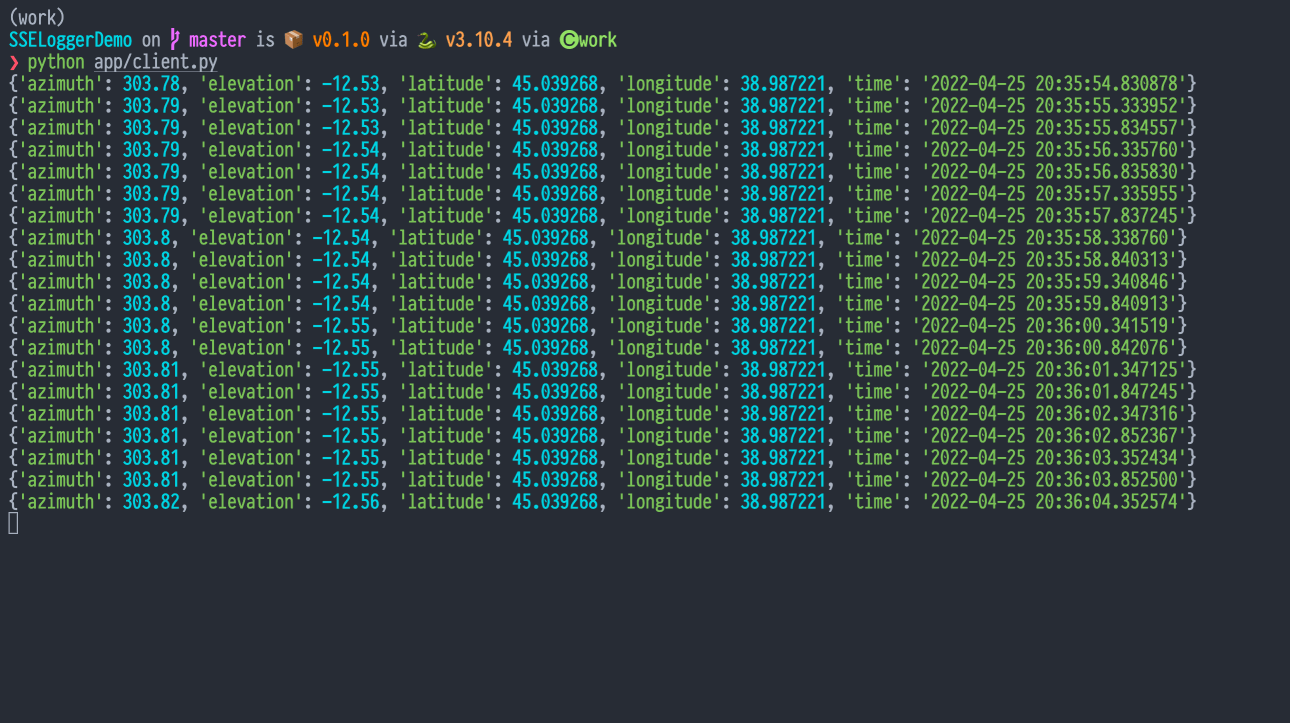 (work)
SSELoggerDemo on master is 📦 v0.1.0 via 🐍 v3.10.4 via ©work
❯ python app/client.py
{'azimuth': 303.78, 'elevation': -12.53, 'latitude': 45.039268, 'longitude': 38.987221, 'time': '2022-04-25 20:35:54.830878'}
{'azimuth': 303.79, 'elevation': -12.53, 'latitude': 45.039268, 'longitude': 38.987221, 'time': '2022-04-25 20:35:55.333952'}
{'azimuth': 303.79, 'elevation': -12.53, 'latitude': 45.039268, 'longitude': 38.987221, 'time': '2022-04-25 20:35:55.834557'}
{'azimuth': 303.79, 'elevation': -12.54, 'latitude': 45.039268, 'longitude': 38.987221, 'time': '2022-04-25 20:35:56.335760'}
{'azimuth': 303.79, 'elevation': -12.54, 'latitude': 45.039268, 'longitude': 38.987221, 'time': '2022-04-25 20:35:56.835830'}
{'azimuth': 303.79, 'elevation': -12.54, 'latitude': 45.039268, 'longitude': 38.987221, 'time': '2022-04-25 20:35:57.335955'}
{'azimuth': 303.79, 'elevation': -12.54, 'latitude': 45.039268, 'longitude': 38.987221, 'time': '2022-04-25 20:35:57.837245'}
{'azimuth': 303.8, 'elevation': -12.54, 'latitude': 45.039268, 'longitude': 38.987221, 'time': '2022-04-25 20:35:58.338760'}
{'azimuth': 303.8, 'elevation': -12.54, 'latitude': 45.039268, 'longitude': 38.987221, 'time': '2022-04-25 20:35:58.840313'}
{'azimuth': 303.8, 'elevation': -12.54, 'latitude': 45.039268, 'longitude': 38.987221, 'time': '2022-04-25 20:35:59.340846'}
{'azimuth': 303.8, 'elevation': -12.54, 'latitude': 45.039268, 'longitude': 38.987221, 'time': '2022-04-25 20:35:59.840913'}
{'azimuth': 303.8, 'elevation': -12.55, 'latitude': 45.039268, 'longitude': 38.987221, 'time': '2022-04-25 20:36:00.341519'}
{'azimuth': 303.8, 'elevation': -12.55, 'latitude': 45.039268, 'longitude': 38.987221, 'time': '2022-04-25 20:36:00.842076'}
{'azimuth': 303.81, 'elevation': -12.55, 'latitude': 45.039268, 'longitude': 38.987221, 'time': '2022-04-25 20:36:01.347125'}
{'azimuth': 303.81, 'elevation': -12.55, 'latitude': 45.039268, 'longitude': 38.987221, 'time': '2022-04-25 20:36:01.847245'}
{'azimuth': 303.81, 'elevation': -12.55, 'latitude': 45.039268, 'longitude': 38.987221, 'time': '2022-04-25 20:36:02.347316'}
{'azimuth': 303.81, 'elevation': -12.55, 'latitude': 45.039268, 'longitude': 38.987221, 'time': '2022-04-25 20:36:02.852367'}
{'azimuth': 303.81, 'elevation': -12.55, 'latitude': 45.039268, 'longitude': 38.987221, 'time': '2022-04-25 20:36:03.352434'}
{'azimuth': 303.81, 'elevation': -12.55, 'latitude': 45.039268, 'longitude': 38.987221, 'time': '2022-04-25 20:36:03.852500'}
{'azimuth': 303.82, 'elevation': -12.56, 'latitude': 45.039268, 'longitude': 38.987221, 'time': '2022-04-25 20:36:04.352574'}